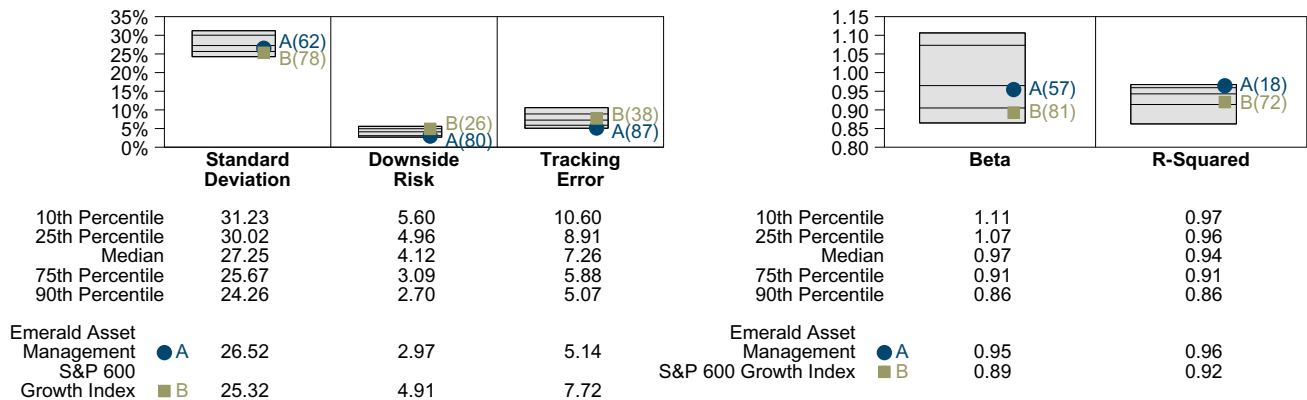 35%
30%
25%
20%
15%
10%
5%
0%
A(62)
B(78)
B(26)
A(80)
B(38)
A(87)
Standard Deviation
Downside Risk
Tracking Error
10th Percentile 31.23 5.60 10.60
25th Percentile 30.02 4.96 8.91
Median 27.25 4.12 7.26
75th Percentile 25.67 3.09 5.88
90th Percentile 24.26 2.70 5.07
Emerald Asset
Management A 26.52 2.97 5.14
S&P 600
Growth Index B 25.32 4.91 7.72
1.15
1.10
1.05
1.00
0.95
0.90
0.85
0.80
A(57)
B(81)
A(18)
B(72)
Beta
R-Squared
10th Percentile 1.11 0.97
25th Percentile 1.07 0.96
Median 0.97 0.94
75th Percentile 0.91 0.91
90th Percentile 0.86 0.86
Emerald Asset
Management A 0.95 0.96
S&P 600 Growth Index B 0.89 0.92